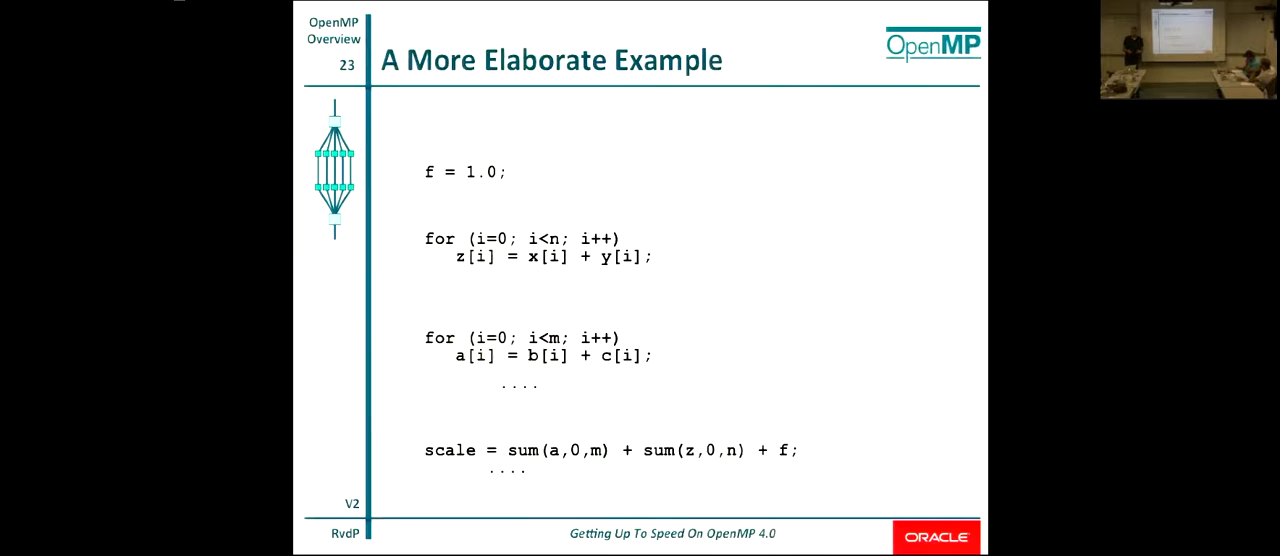 OpenMP
Overview
23
A More Elaborate Example
OpenMP
f = 1.0;
for (i=0; i<n; i++)
z[i] = x[i] + y[i];
for (i=0; i<m; i++)
a[i] = b[i] + c[i];
....
scale = sum(a,0,m) + sum(z,0,n) + f;
....
V2
RvdP
Getting Up To Speed On OpenMP 4.0
ORACLE